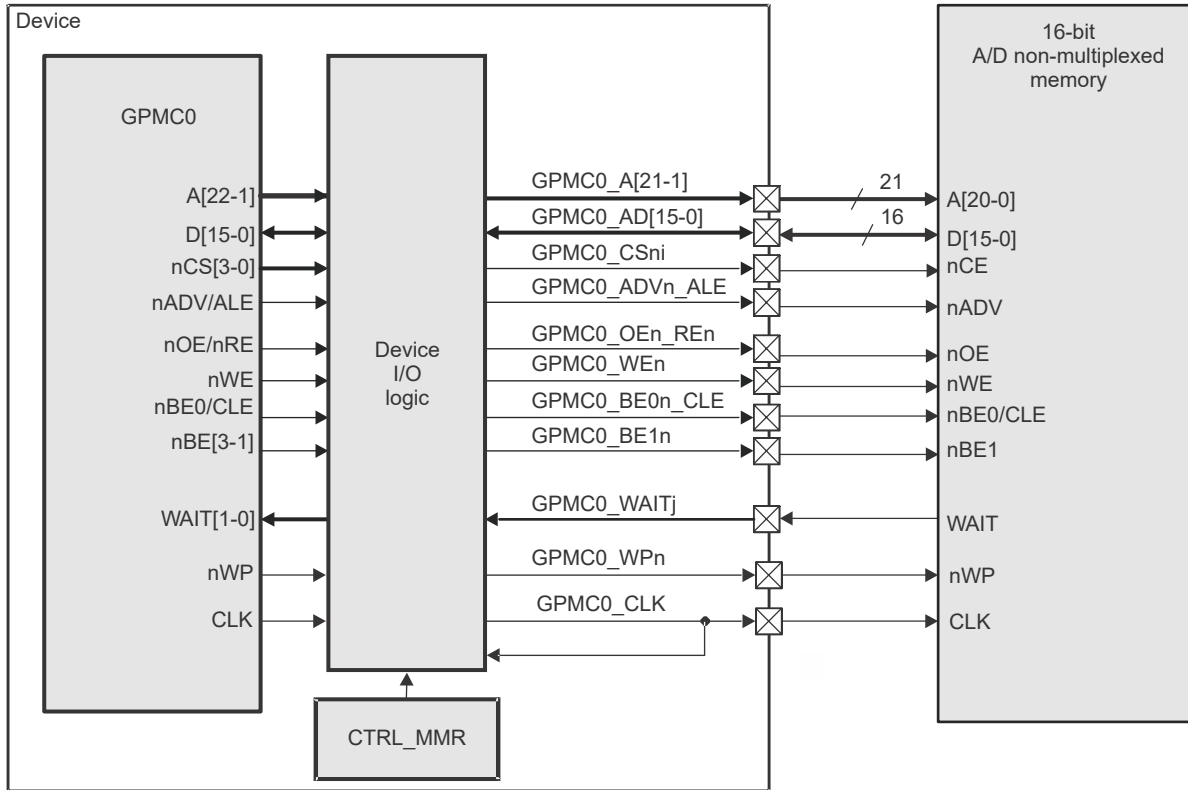 Device
GPMC0
A[22-1]
D[15-0]
nCS[3-0]
nADV/ALE
nOE/nRE
nWE
nBE0/CLE
nBE[3-1]
WAIT[1-0]
nWP
CLK
Device
I/O
logic
CTRL_MMR
GPMC0_A[21-1]
GPMC0_AD[15-0]
GPMC0_CSni
GPMC0_ADVn_ALE
GPMC0_OEn_REn
GPMC0_WEn
GPMC0_BE0n_CLE
GPMC0_BE1n
GPMC0_WAITj
GPMC0_WPn
GPMC0_CLK
21
16
16-bit
A/D non-multiplexed
memory
A[20-0]
D[15-0]
nCE
nADV
nOE
nWE
nBE0/CLE
nBE1
WAIT
nWP
CLK